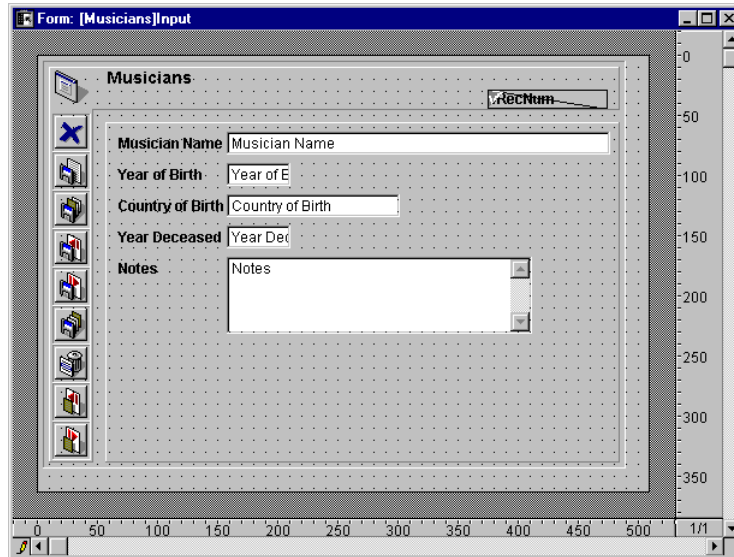 Form: [Musicians]Input
Musicians
vRecNum
Musician Name Musician Name
Year of Birth Year of B
Country of Birth Country of Birth
Year Deceased Year Dec
Notes Notes
0
50
100
150
200
250
300
350
0 50 100 150 200 250 300 350 400 450 500 1/1